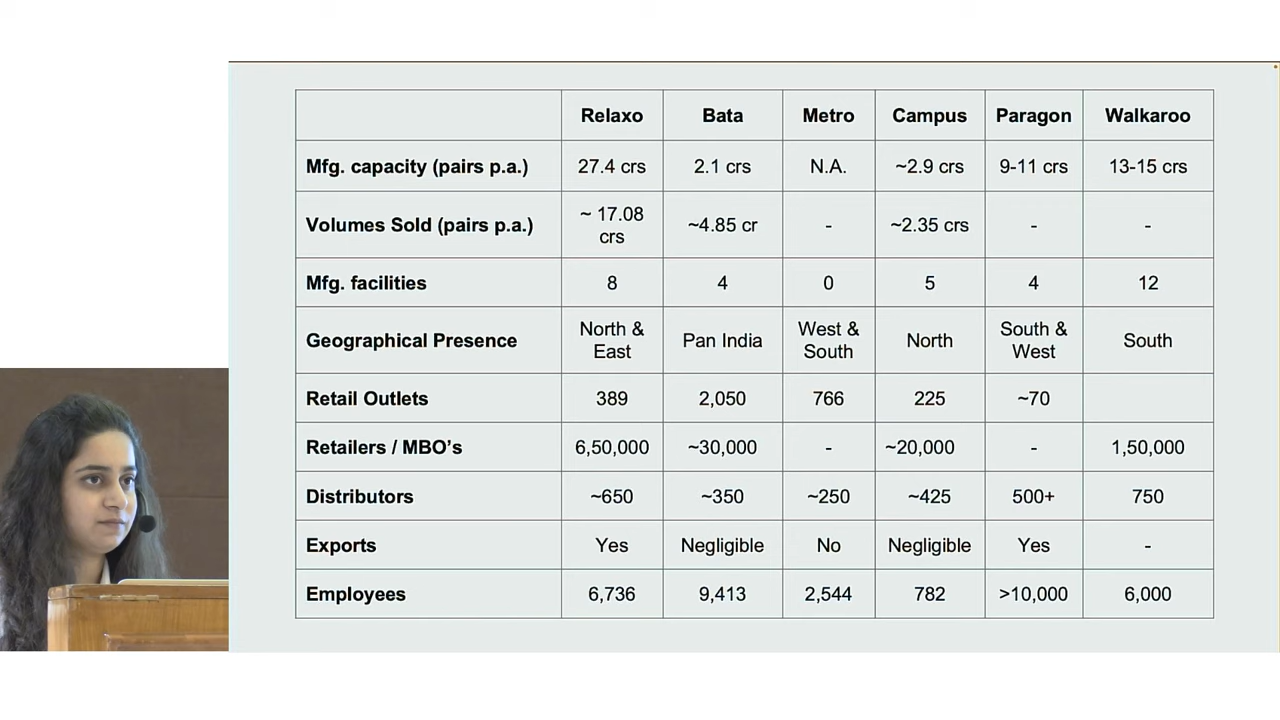 Relaxo Bata Metro Campus Paragon Walkaroo
Mfg. capacity (pairs p.a.) 27.4 crs 2.1 crs N.A. ~2.9 crs 9-11 crs 13-15 crs
Volumes Sold (pairs p.a.) ~ 17.08 crs ~4.85 cr - ~2.35 crs - -
Mfg. facilities 8 4 0 5 4 12
Geographical Presence North & East Pan India West & South North South & West South
Retail Outlets 389 2,050 766 225 ~70
Retailers / MBO's 6,50,000 ~30,000 - ~20,000 - 1,50,000
Distributors ~650 ~350 ~250 ~425 500+ 750
Exports Yes Negligible No Negligible Yes -
Employees 6,736 9,413 2,544 782 >10,000 6,000